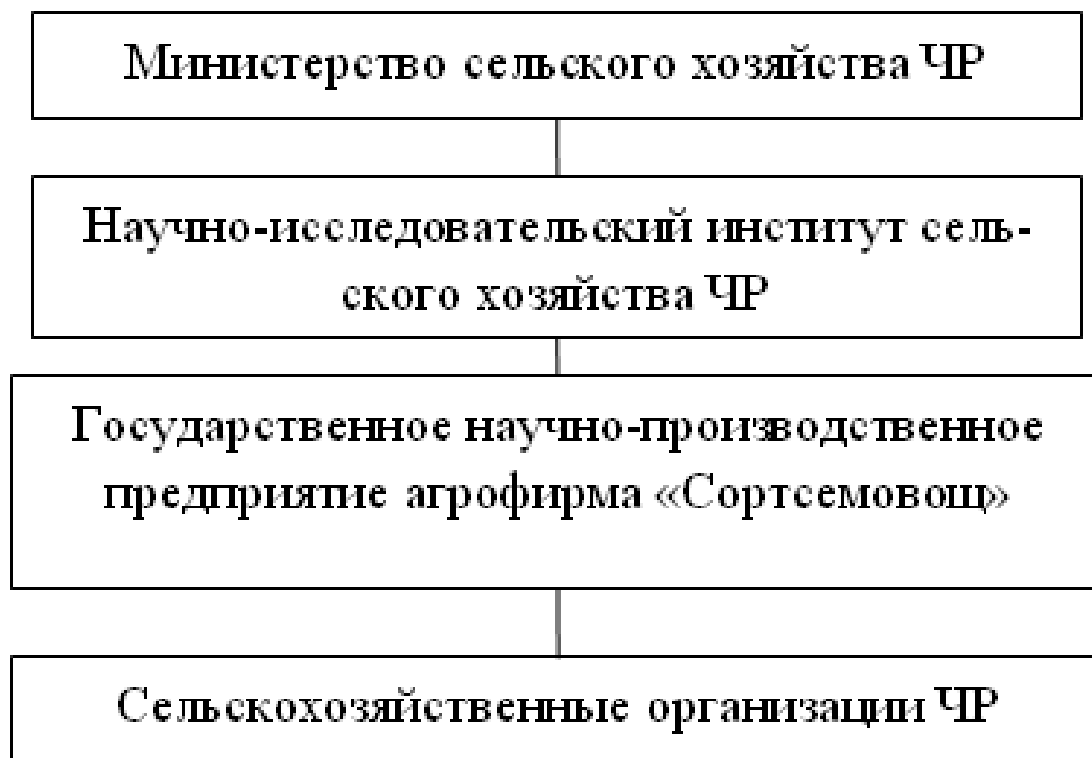 Министерство сельского хозяйства ЧР
Научно-исследовательский институт сель-
ского хозяйства ЧР
Государственное научно-производственное
предприятие агрофирма «Сортсемовощ»
Сельскохозяйственные организации ЧР